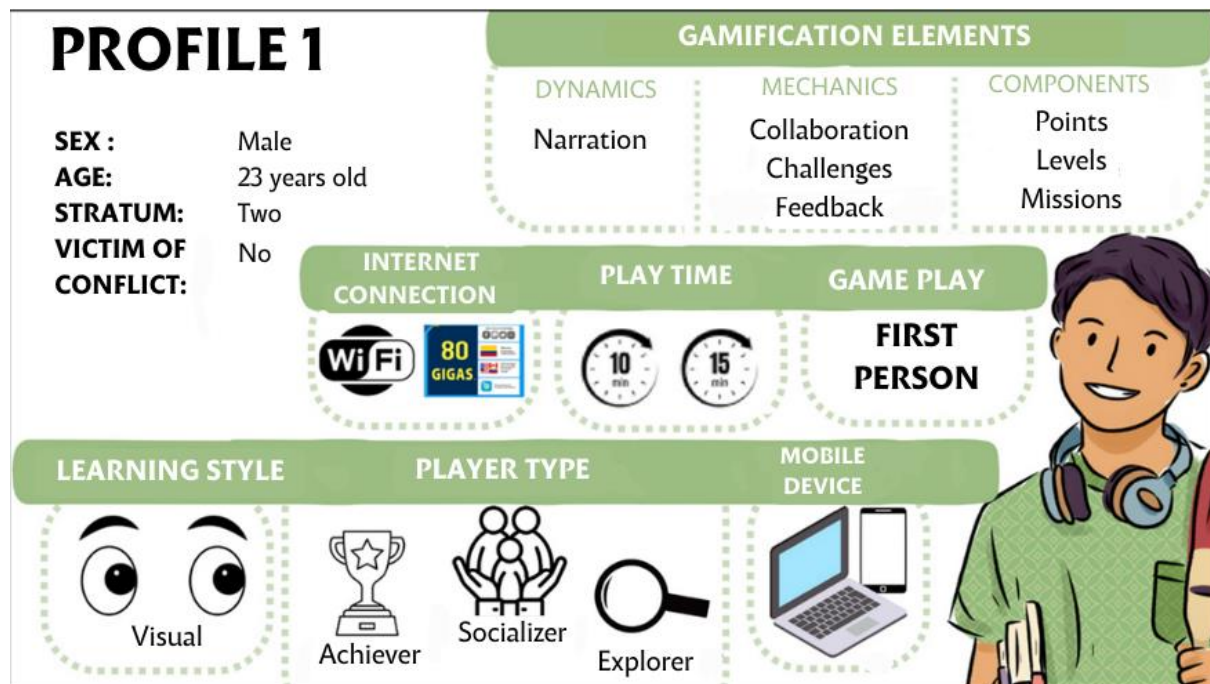 PROFILE 1
SEX : Male
AGE: 23 years old
STRATUM: Two
VICTIM OF No
CONFLICT:
GAMIFICATION ELEMENTS
DYNAMICS
Narration
MECHANICS
Collaboration
Challenges
Feedback
COMPONENTS
Points
Levels
Missions
INTERNET
CONNECTION
WiFi
80
GIGAS
PLAY TIME
10
min
15
min
GAME PLAY
FIRST
PERSON
LEARNING STYLE
Visual
PLAYER TYPE
Achiever
Socializer
Explorer
MOBILE
DEVICE